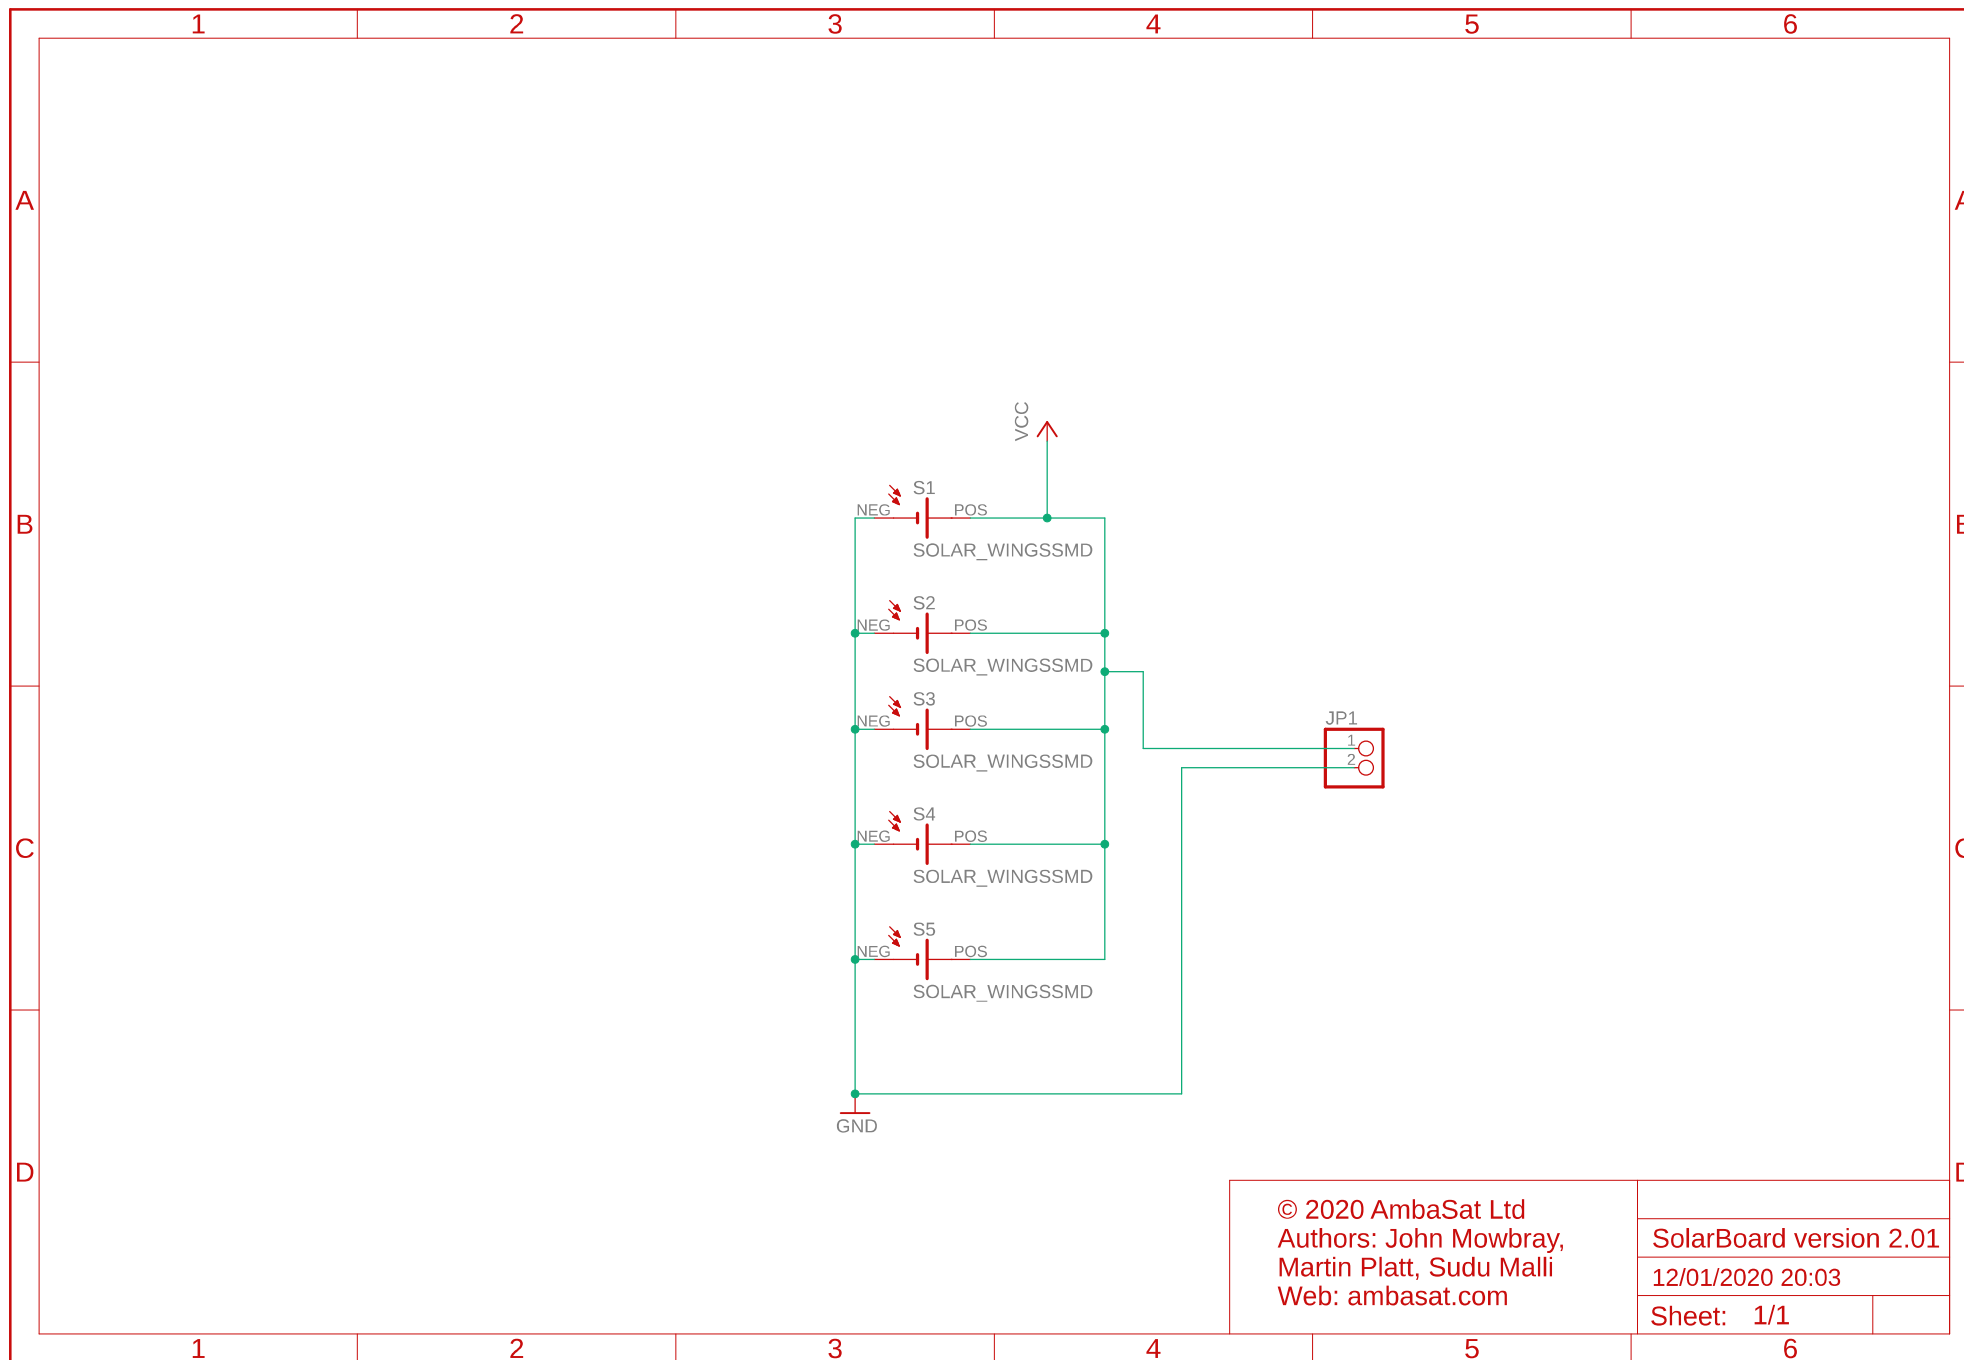 1 2 3 4 5 6
A A
VCC
S1
NEG POS
B B
SOLAR_WINGSSMD
S2
NEG POS
SOLAR_WINGSSMD
S3
NEG POS
JP1
1
SOLAR_WINGSSMD
2
S4
NEG POS
C C
SOLAR_WINGSSMD
S5
NEG POS
SOLAR_WINGSSMD
GND
D D
© 2020 AmbaSat Ltd
Authors: John Mowbray,
Martin Platt, Sudu Malli
Web: ambasat.com
SolarBoard version 2.01
12/01/2020 20:03
Sheet: 1/1
1 2 3 4 5 6